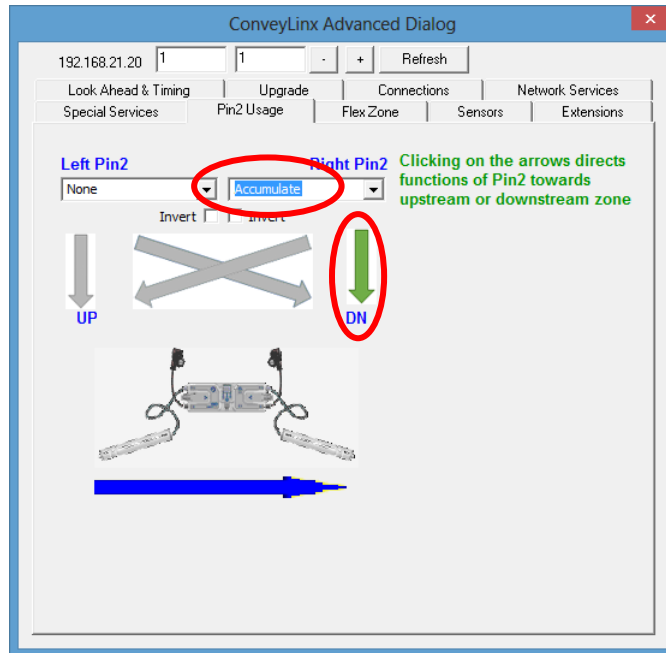 ConveyLinx Advanced Dialog
x
192.168.21.20 1 1 - + Refresh
Look Ahead & Timing Upgrade Connections Network Services
Special Services Pin2 Usage Flex Zone Sensors Extensions
Left Pin2 Right Pin2
Clicking on the arrows directs
functions of Pin2 towards
upstream or downstream zone
None Accumulate
Invert Invert
UP DN